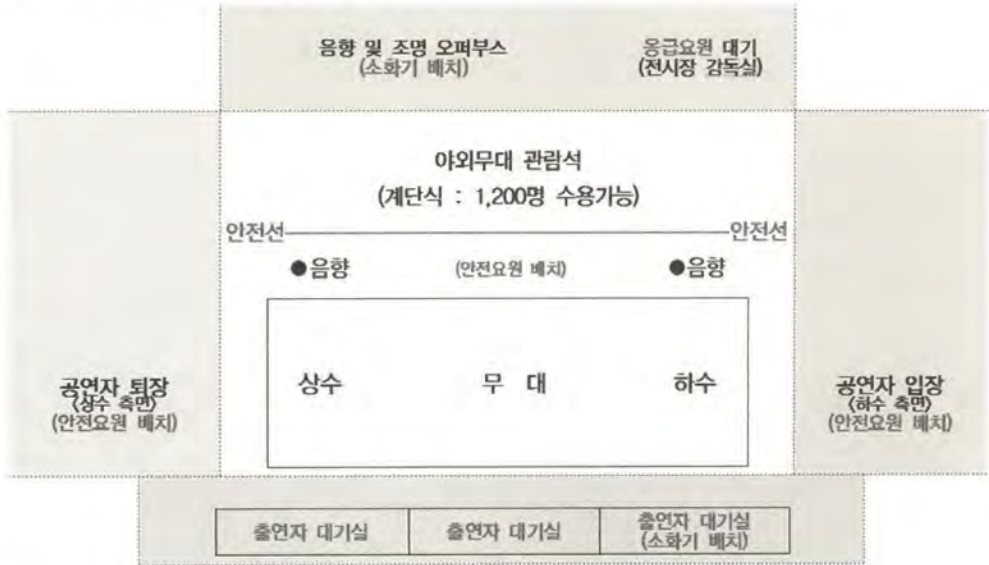 음향 및 조명 오퍼부스
(소화기 배치)
응급요원 대기
(전시장 감독실)
야외무대 관람석
(계단식 : 1,200명 수용가능)
안전선
안전선
●음향
(안전요원 배치)
●음향
상수
무 대
하수
공연자 퇴장
<상수 측면>
(안전요원 배치)
공연자 입장
<하수 측면>
(안전요원 배치)
출연자 대기실
출연자 대기실
출연자 대기실
(소화기 배치)